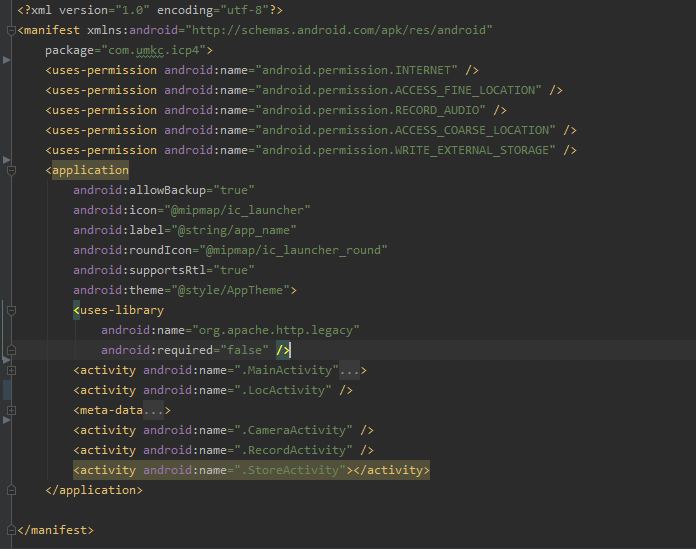 <?xml version="1.0" encoding="utf-8"?>
<manifest xmlns:android="http://schemas.android.com/apk/res/android"
    package="com.umkc.icp4">
    <uses-permission android:name="android.permission.INTERNET" />
    <uses-permission android:name="android.permission.ACCESS_FINE_LOCATION" />
    <uses-permission android:name="android.permission.RECORD_AUDIO" />
    <uses-permission android:name="android.permission.ACCESS_COARSE_LOCATION" />
    <uses-permission android:name="android.permission.WRITE_EXTERNAL_STORAGE" />
    <application
        android:allowBackup="true"
        android:icon="@mipmap/ic_launcher"
        android:label="@string/app_name"
        android:roundIcon="@mipmap/ic_launcher_round"
        android:supportsRtl="true"
        android:theme="@style/AppTheme">
        <uses-library
            android:name="org.apache.http.legacy"
            android:required="false" />
        <activity android:name=".MainActivity"...>
        <activity android:name=".LocActivity" />
        <meta-data...>
        <activity android:name=".CameraActivity" />
        <activity android:name=".RecordActivity" />
        <activity android:name=".StoreActivity"></activity>
    </application>
</manifest>